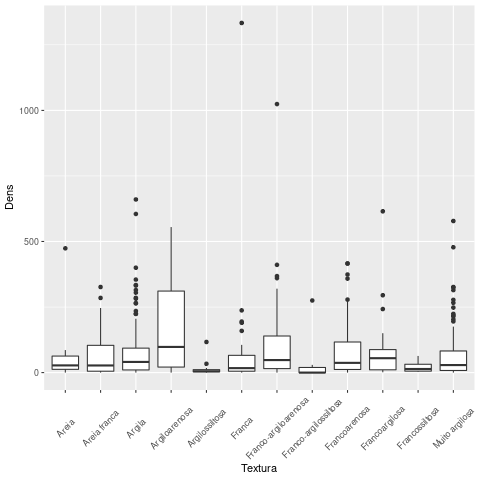 Dens
1000
500
0
Areia
Areia franca
Argila
Argiloarenosa
Argilossiltosa
Franca
Franco-argiloarenosa
Franco-argilossiltosa
Francoarenosa
Francoargilosa
Francossiltosa
Muito argilosa
Textura